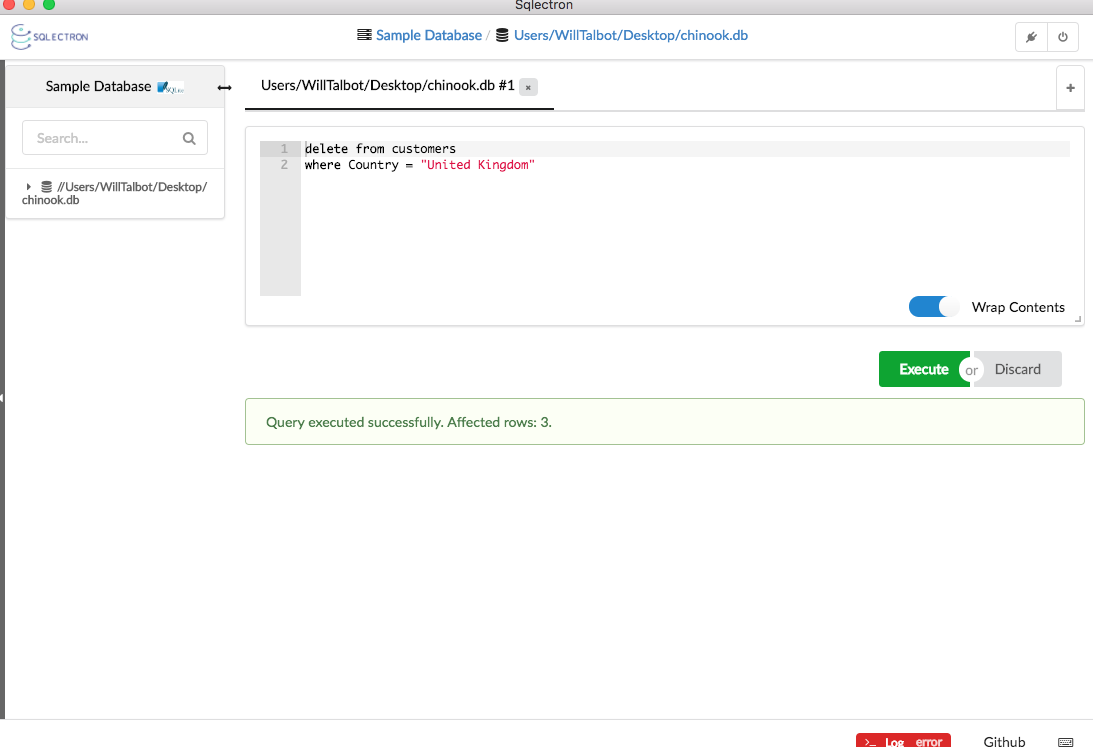 Sqlectron
SQLECTRON
Sample Database / Users/WillTalbot/Desktop/chinook.db
Sample Database SQLite
Users/WillTalbot/Desktop/chinook.db #1 ×
+
Search...
//Users/WillTalbot/Desktop/
chinook.db
1 delete from customers
2 where Country = "United Kingdom"
Wrap Contents
Execute or Discard
Query executed successfully. Affected rows: 3.
>_ Log error Github